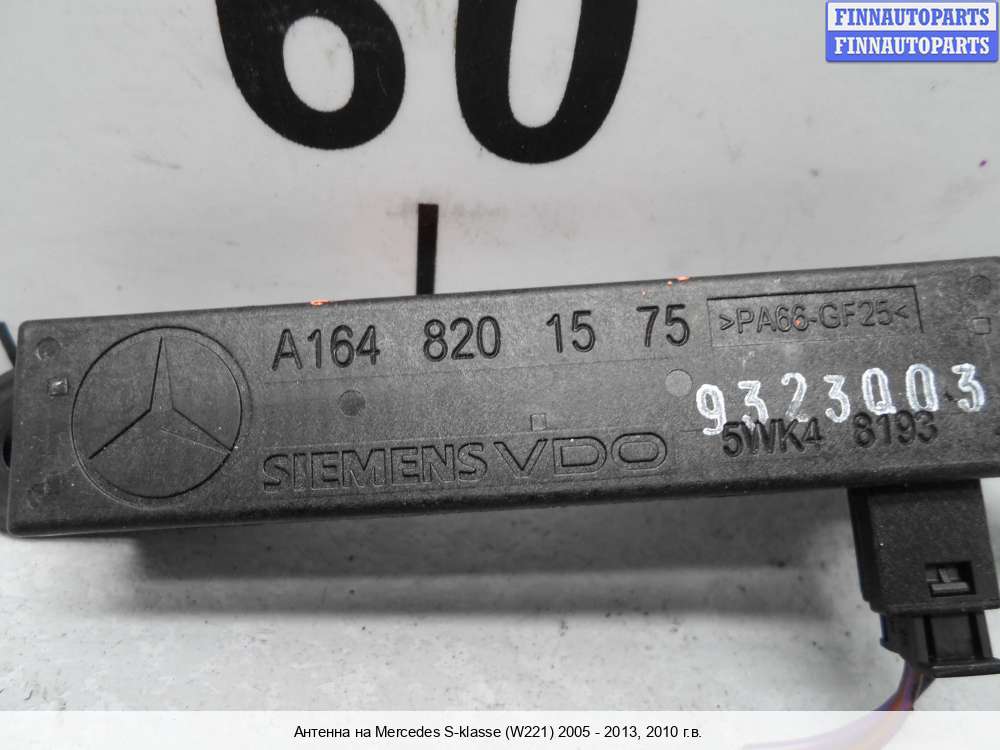 FINNAUTOPARTS
FINNAUTOPARTS
60
A164 820 15 75
>PA66-GF25<
9323003
5WK4 8193
SIEMENS VDO
Антенна на Mercedes S-klasse (W221) 2005 - 2013, 2010 г.в.